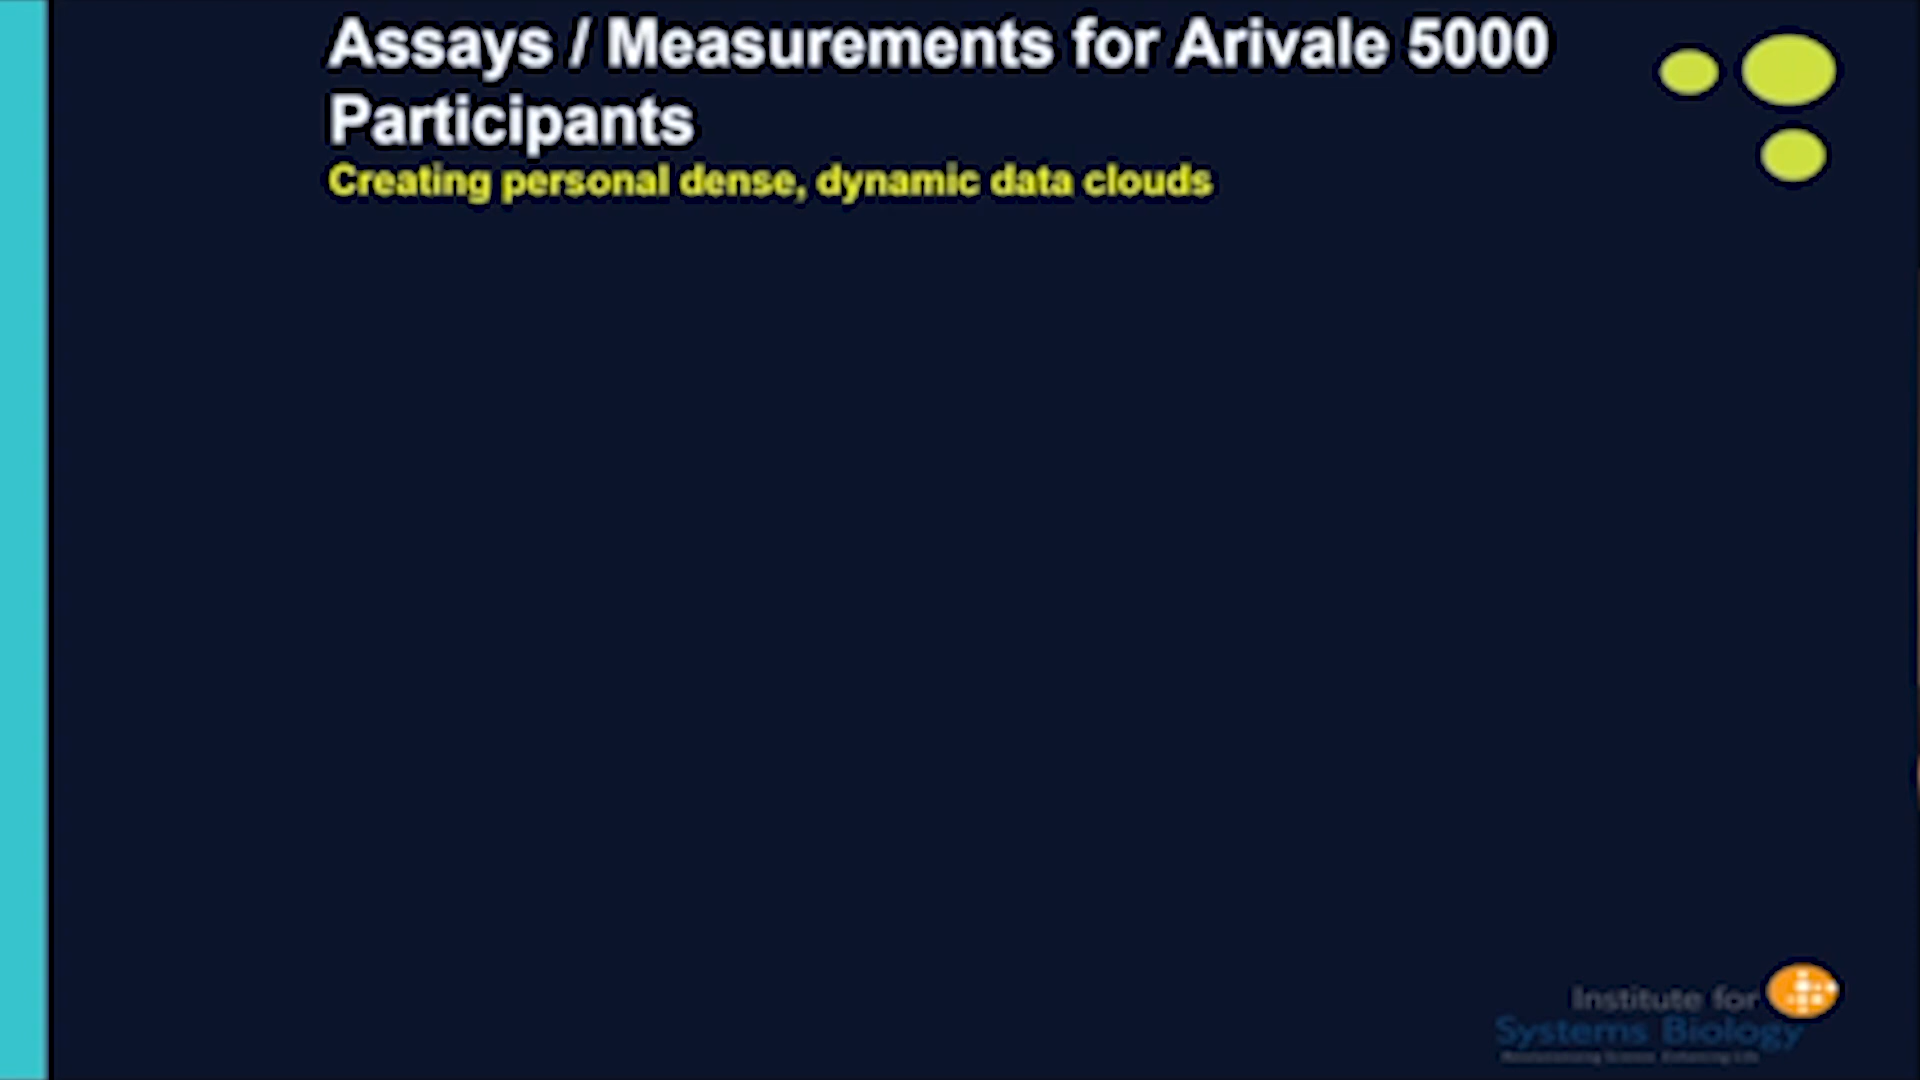 Assays / Measurements for Arivale 5000
Participants
Creating personal dense, dynamic data clouds
Institute for
Systems Biology